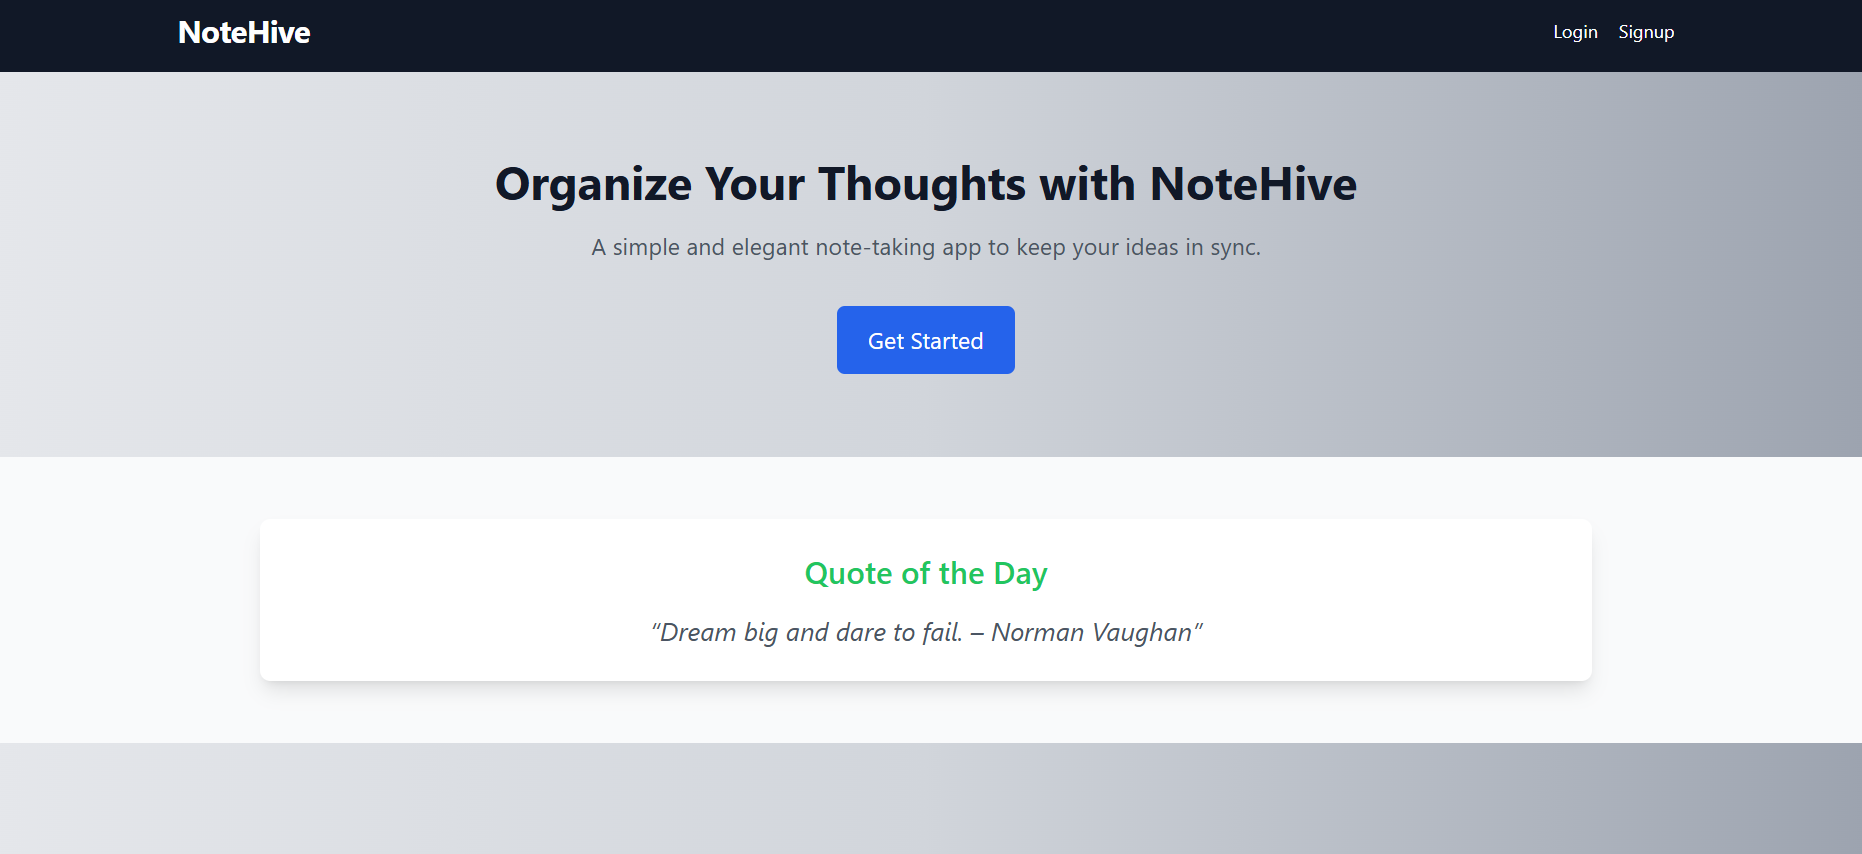 NoteHive
Login
Signup
Organize Your Thoughts with NoteHive
A simple and elegant note-taking app to keep your ideas in sync.
Get Started
Quote of the Day
“Dream big and dare to fail. – Norman Vaughan”